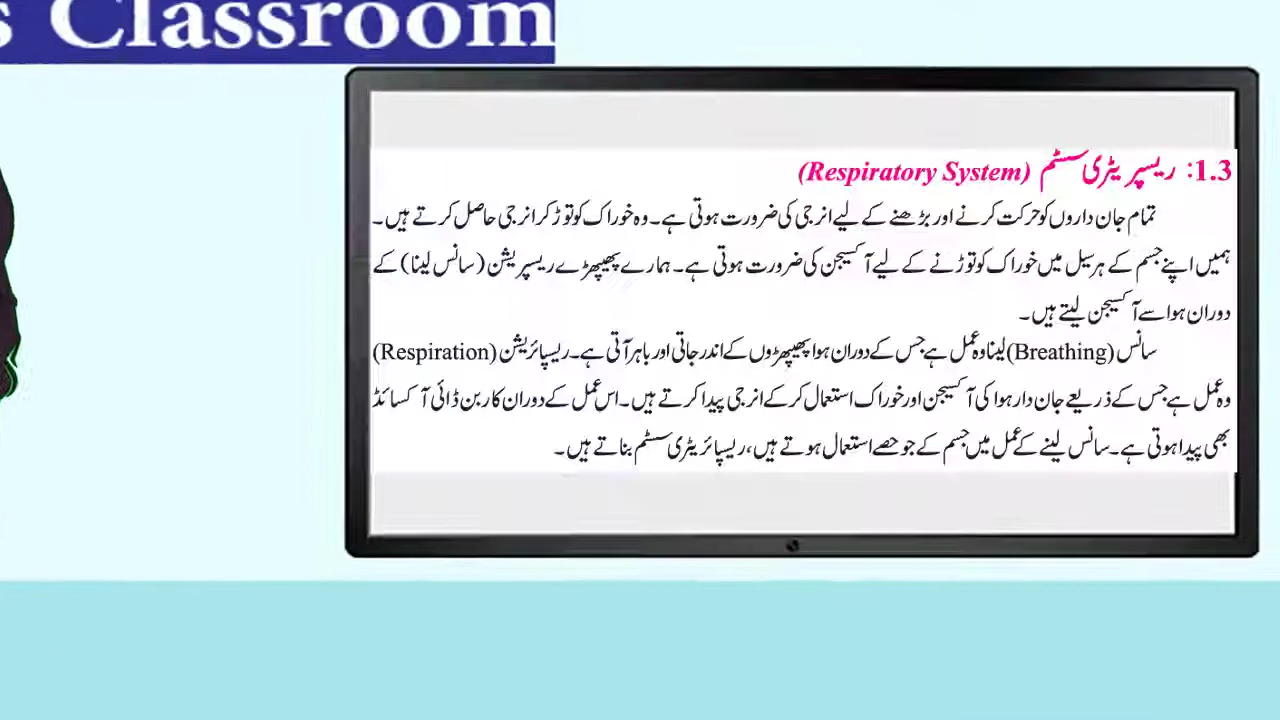 s Classroom
1.3: ریسپریٹری سسٹم (Respiratory System)
تمام جان داروں کو حرکت کرنے اور بڑھنے کے لیے انرجی کی ضرورت ہوتی ہے۔ وہ خوراک کو توڑ کر انرجی حاصل کرتے ہیں۔
ہمیں اپنے جسم کے ہر سیل میں خوراک کو توڑنے کے لیے آکسیجن کی ضرورت ہوتی ہے۔ ہمارے پھیپھڑے ریسپریشن (سانس لینا) کے
دوران ہوا سے آکسیجن لیتے ہیں۔
سانس (Breathing) لینا وہ عمل ہے جس کے دوران ہوا پھیپھڑوں کے اندر جاتی اور باہر آتی ہے۔ ریسپائریشن (Respiration)
وہ عمل ہے جس کے ذریعے جان دار ہوا کی آکسیجن اور خوراک استعمال کر کے انرجی پیدا کرتے ہیں۔ اس عمل کے دوران کاربن ڈائی آکسائڈ
بھی پیدا ہوتی ہے۔ سانس لینے کے عمل میں جسم کے جو حصے استعمال ہوتے ہیں، ریسپائریٹری سسٹم بناتے ہیں۔